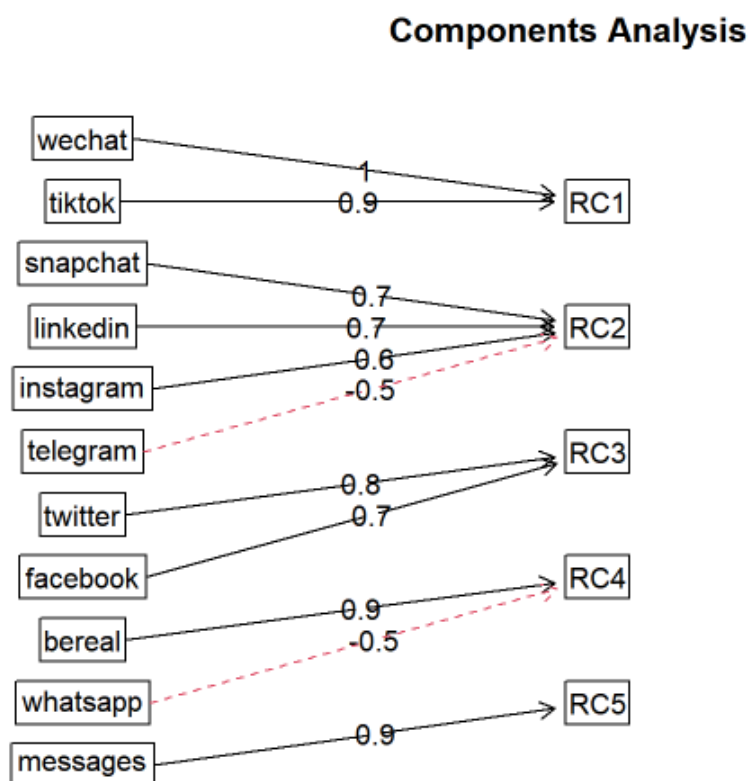 Components Analysis
wechat
1
tiktok
0.9
RC1
snapchat
0.7
linkedin
0.7
RC2
instagram
0.6
telegram
-0.5
RC3
twitter
0.8
facebook
0.7
RC4
bereal
0.9
whatsapp
-0.5
RC5
messages
0.9